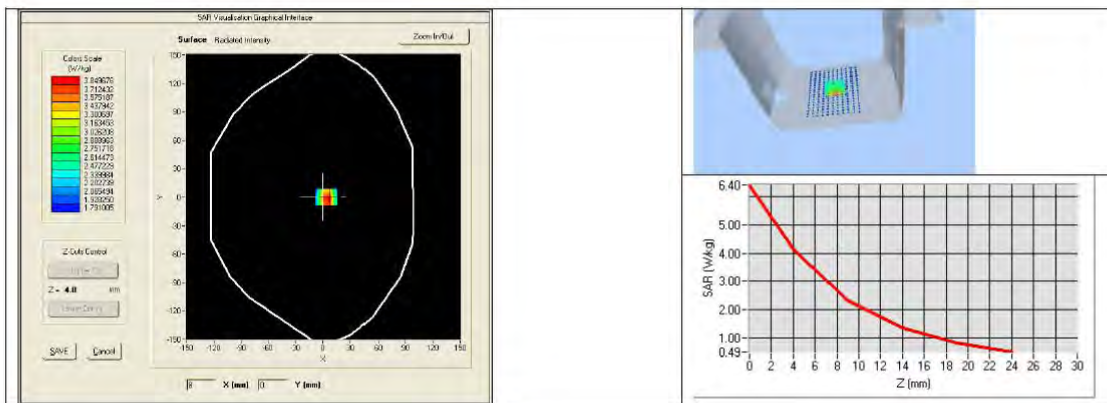 SAR Visualisation Graphical Interface
Surface Radiated Intensity
Zoom In/Out
Colors Scale
(W/kg)
3.849678
3.712432
3.575187
3.437942
3.300697
3.163453
3.026208
2.888963
2.751718
2.614473
2.477229
2.339984
2.202739
2.065494
1.928250
1.791005
Z Cuts Control
Z = 4.0 mm
SAVE Cancel
150
120
90
60
30
0
-30
-60
-90
-120
-150
Y
-150 -120 -90 -60 -30 0 30 60 90 120 150
X
8 X (mm) 0 Y (mm)
6.40
5.00
4.00
3.00
2.00
1.00
0.49
SAR (W/kg)
0 2 4 6 8 10 12 14 16 18 20 22 24 26 28 30
Z (mm)